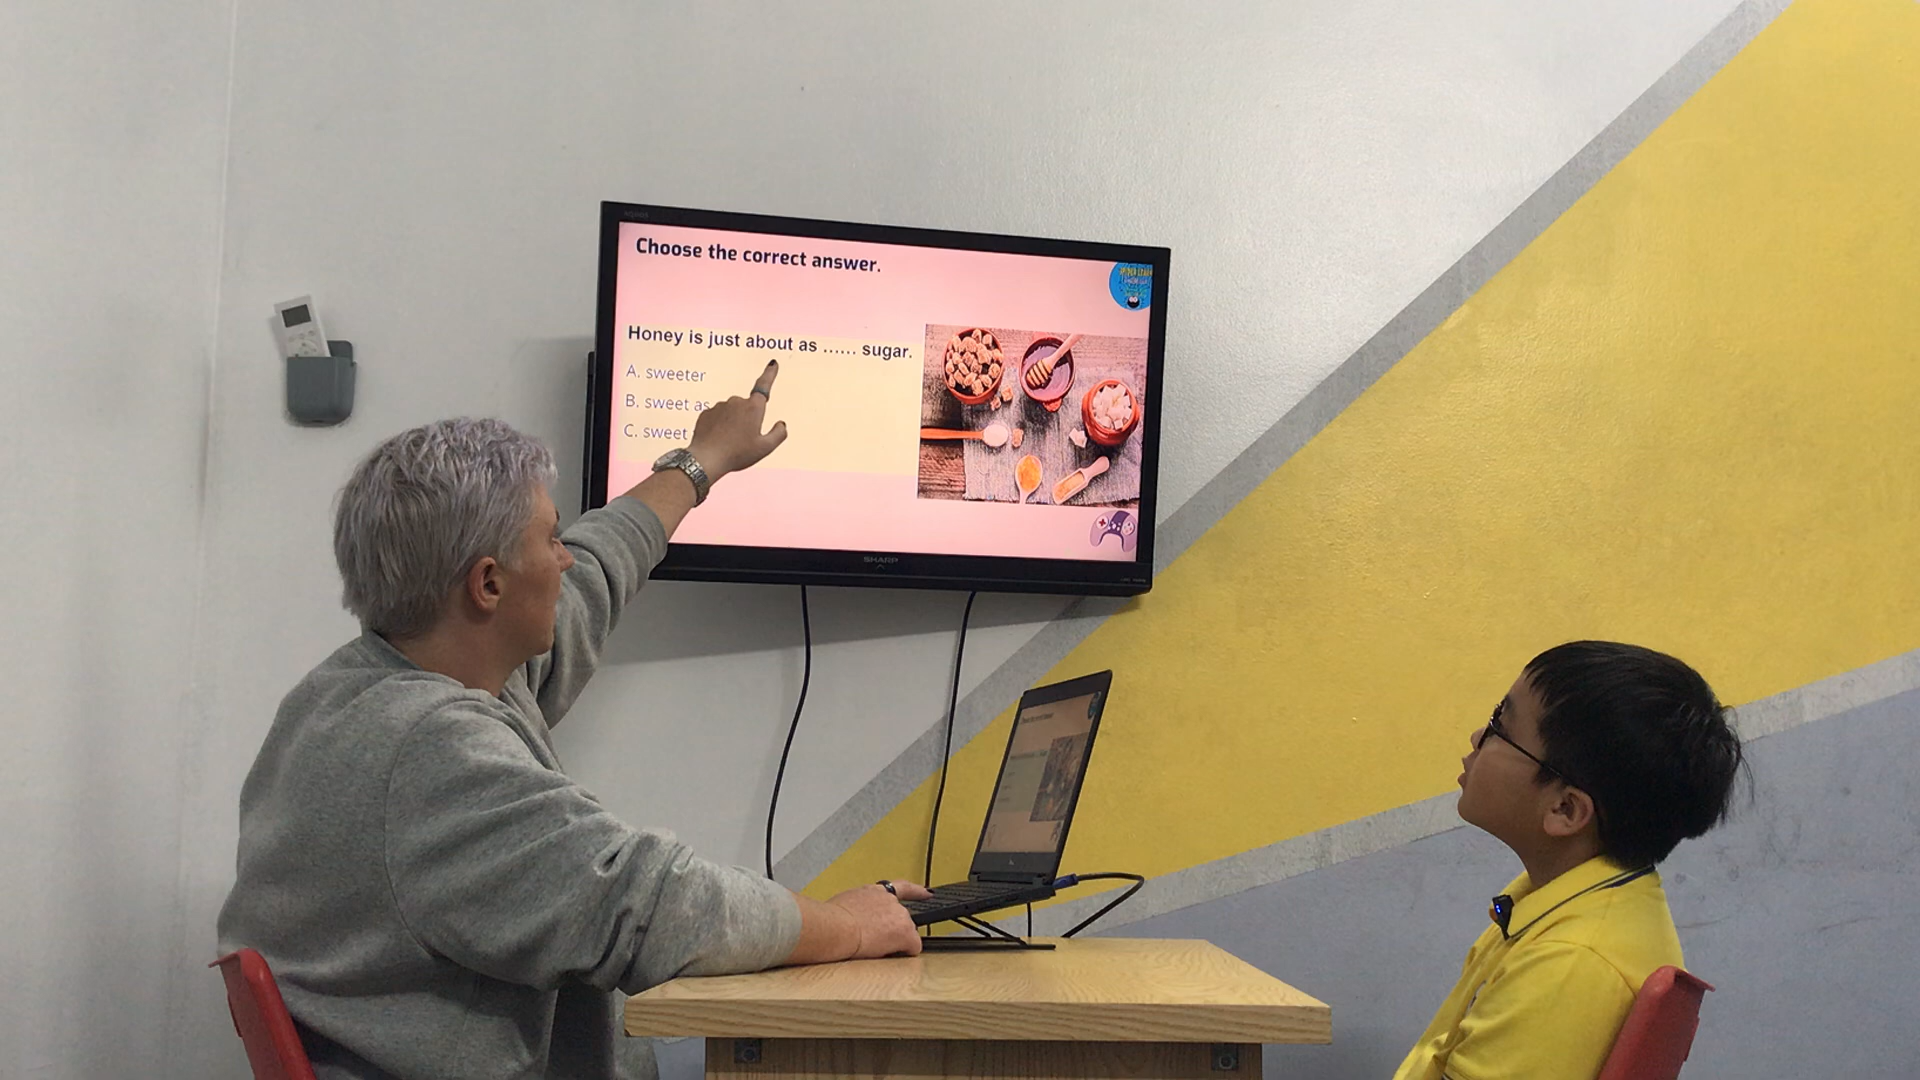 Choose the correct answer.
Honey is just about as ...... sugar.
A. sweeter
B. sweet as
C. sweet
SHARP